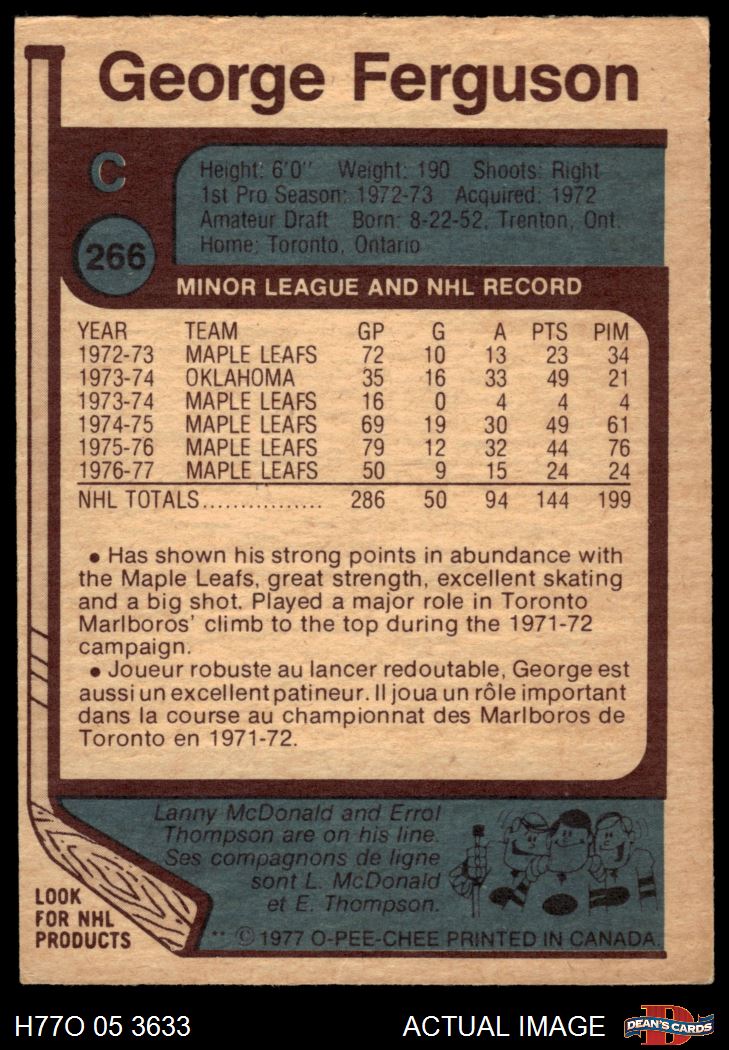 George Ferguson
C
Height: 6'0" Weight: 190 Shoots: Right
1st Pro Season: 1972-73 Acquired: 1972
Amateur Draft Born: 8-22-52, Trenton, Ont.
Home: Toronto, Ontario
266
MINOR LEAGUE AND NHL RECORD
YEAR TEAM GP G A PTS PIM
1972-73 MAPLE LEAFS 72 10 13 23 34
1973-74 OKLAHOMA 35 16 33 49 21
1973-74 MAPLE LEAFS 16 0 4 4 4
1974-75 MAPLE LEAFS 69 19 30 49 61
1975-76 MAPLE LEAFS 79 12 32 44 76
1976-77 MAPLE LEAFS 50 9 15 24 24
NHL TOTALS................ 286 50 94 144 199
• Has shown his strong points in abundance with
the Maple Leafs, great strength, excellent skating
and a big shot. Played a major role in Toronto
Marlboros' climb to the top during the 1971-72
campaign.
• Joueur robuste au lancer redoutable, George est
aussi un excellent patineur. Il joua un rôle important
dans la course au championnat des Marlboros de
Toronto en 1971-72.
Lanny McDonald and Errol
Thompson are on his line.
Ses compagnons de ligne
sont L. McDonald
et E. Thompson.
LOOK
FOR NHL
PRODUCTS
** © 1977 O-PEE-CHEE PRINTED IN CANADA.
H77O 05 3633 ACTUAL IMAGE
DEAN'S CARDS